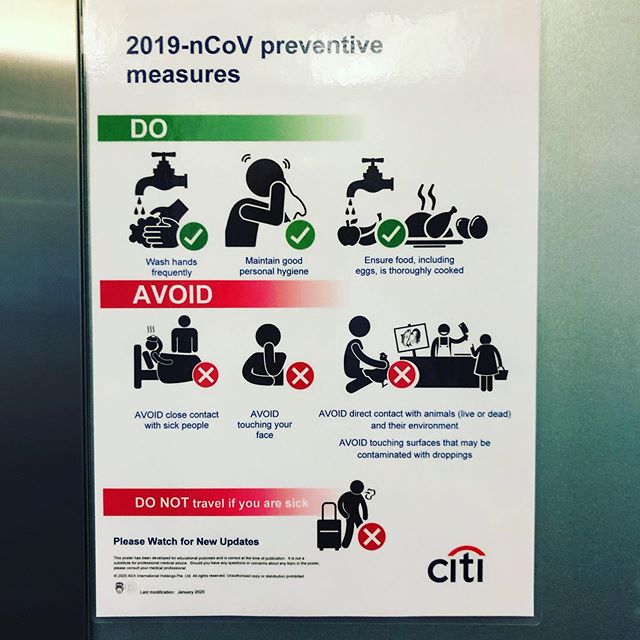 2019-nCoV preventive
measures
DO
Wash hands
frequently
Maintain good
personal hygiene
Ensure food, including
eggs, is thoroughly cooked
AVOID
AVOID close contact
with sick people
AVOID
touching your
face
AVOID direct contact with animals (live or dead)
and their environment
AVOID touching surfaces that may be
contaminated with droppings
DO NOT travel if you are sick
Please Watch for New Updates
This poster has been developed for educational purposes and is correct at the time of publication. It is not a
substitute for professional medical advice. Should you have any questions or concerns about any topic in the poster,
please consult your medical professional.
© 2020 AEA International Holdings Pte. Ltd. All rights reserved. Unauthorized copy or distribution prohibited.
Last modification: January 2020
citi